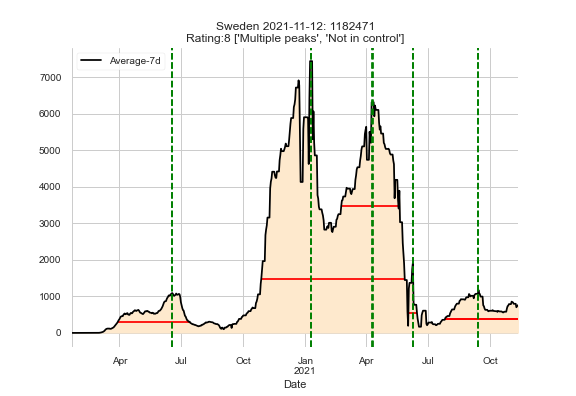 Sweden 2021-11-12: 1182471
Rating:8 ['Multiple peaks', 'Not in control']
Average-7d
7000
6000
5000
4000
3000
2000
1000
0
Apr Jul Oct Jan Apr Jul Oct
2021
Date